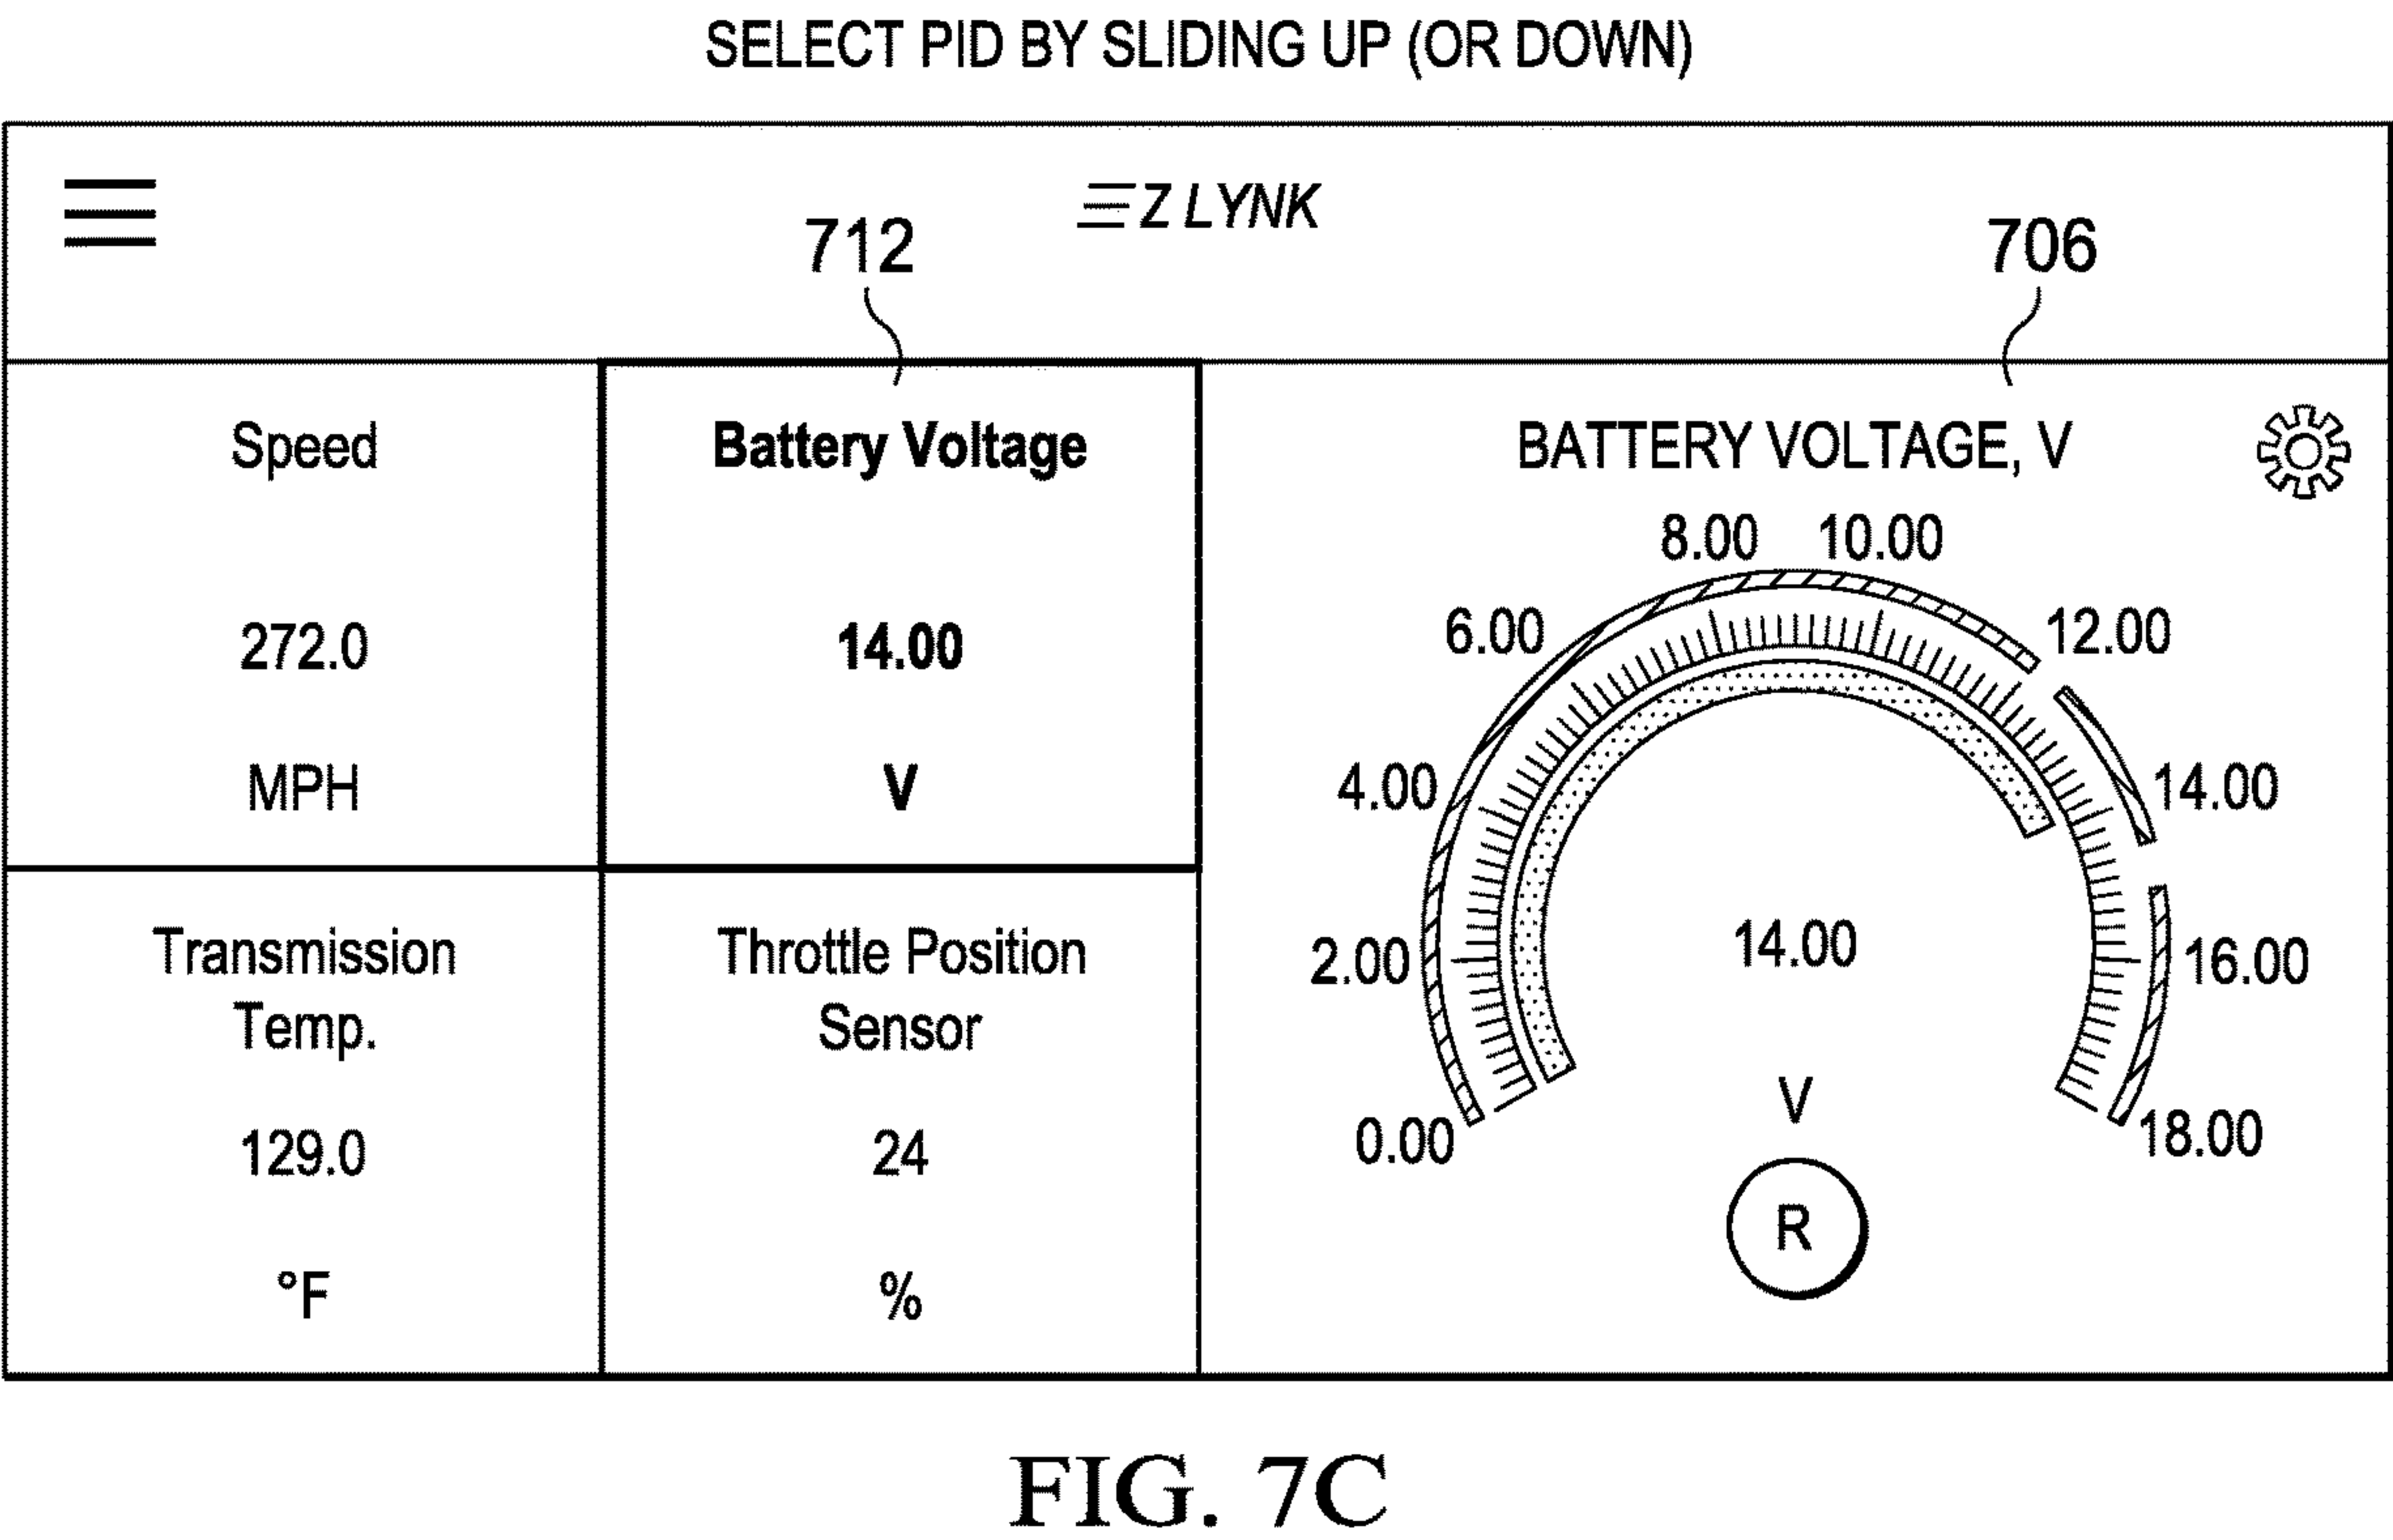 SELECT PID BY SLIDING UP (OR DOWN)
EZ LYNK
712
706
Speed
272.0
MPH
Battery Voltage
14.00
V
Transmission
Temp.
129.0
°F
Throttle Position
Sensor
24
%
BATTERY VOLTAGE, V
8.00 10.00
6.00 12.00
4.00 14.00
2.00 14.00 16.00
V
0.00 18.00
R
FIG. 7C